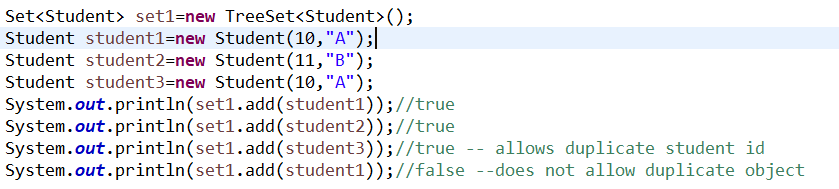 Set<Student> set1=new TreeSet<Student>();
Student student1=new Student(10,"A");
Student student2=new Student(11,"B");
Student student3=new Student(10,"A");
System.out.println(set1.add(student1));//true
System.out.println(set1.add(student2));//true
System.out.println(set1.add(student3));//true -- allows duplicate student id
System.out.println(set1.add(student1));//false --does not allow duplicate object